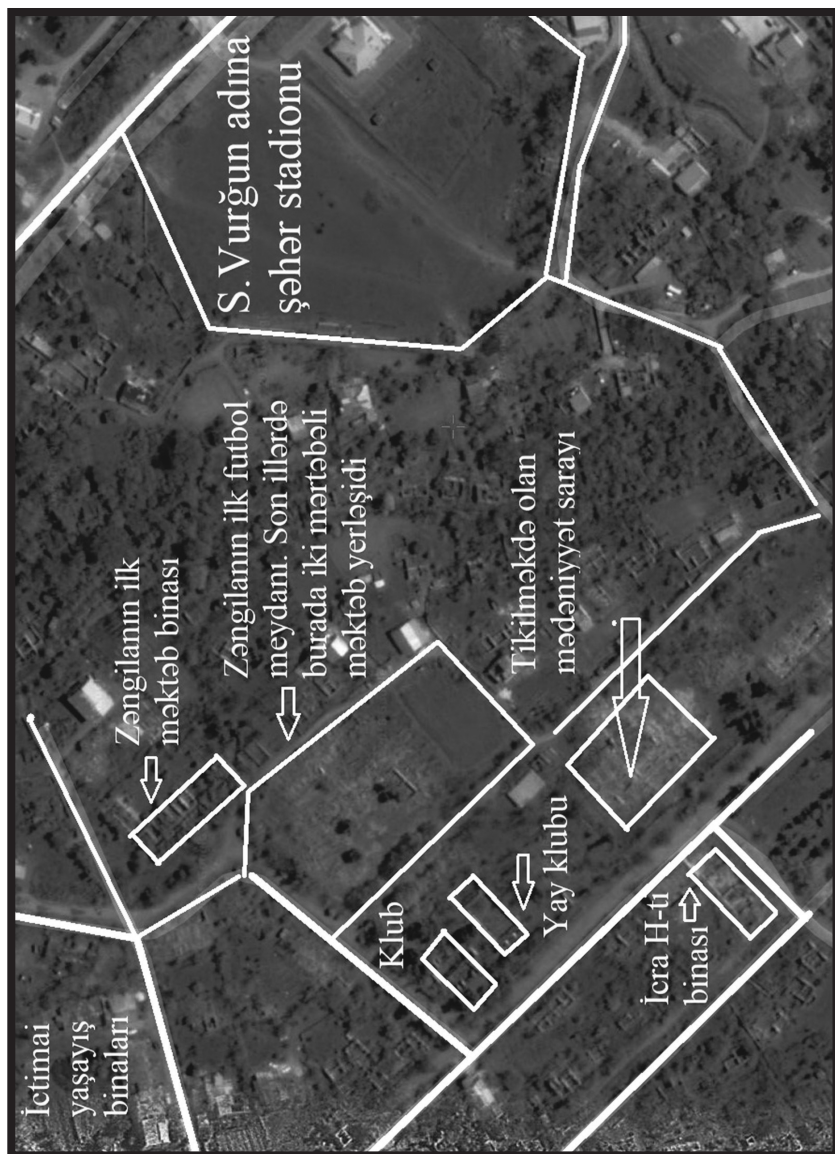 İctimai
yaşayış
binaları
Zəngilanın ilk
məktəb binası
Zəngilanın ilk futbol
meydanı. Son illərdə
burada iki mərtəbəli
məktəb yerləşidi
S.Vurğun adına
şəhər stadionu
Klub
Yay klubu
Tikilməkdə olan
mədəniyyət sarayı
İcra H-ti
binası